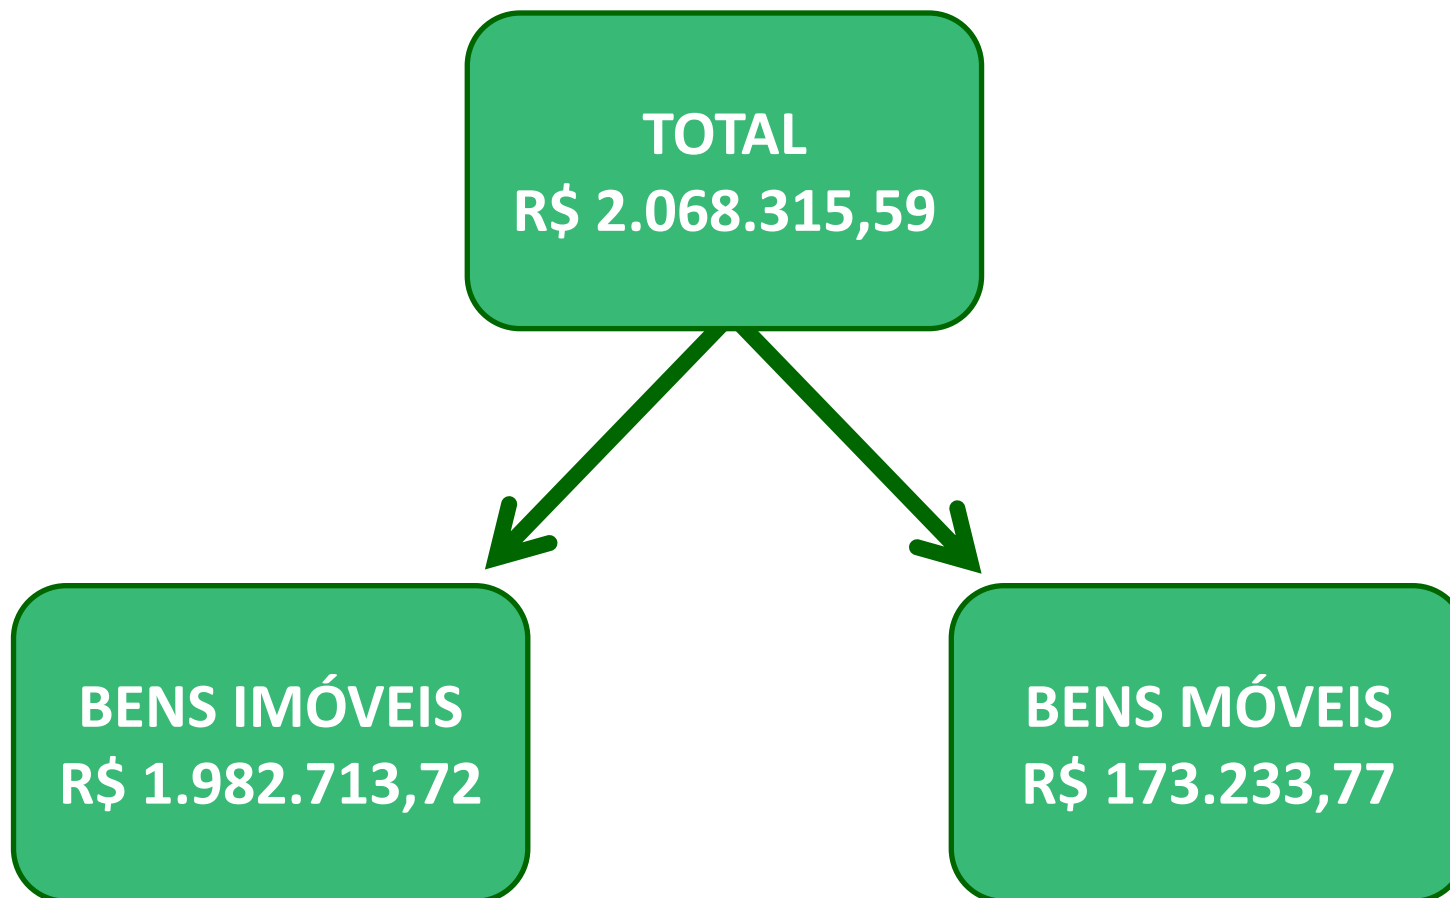 TOTAL
R$ 2.068.315,59
BENS IMÓVEIS
R$ 1.982.713,72
BENS MÓVEIS
R$ 173.233,77